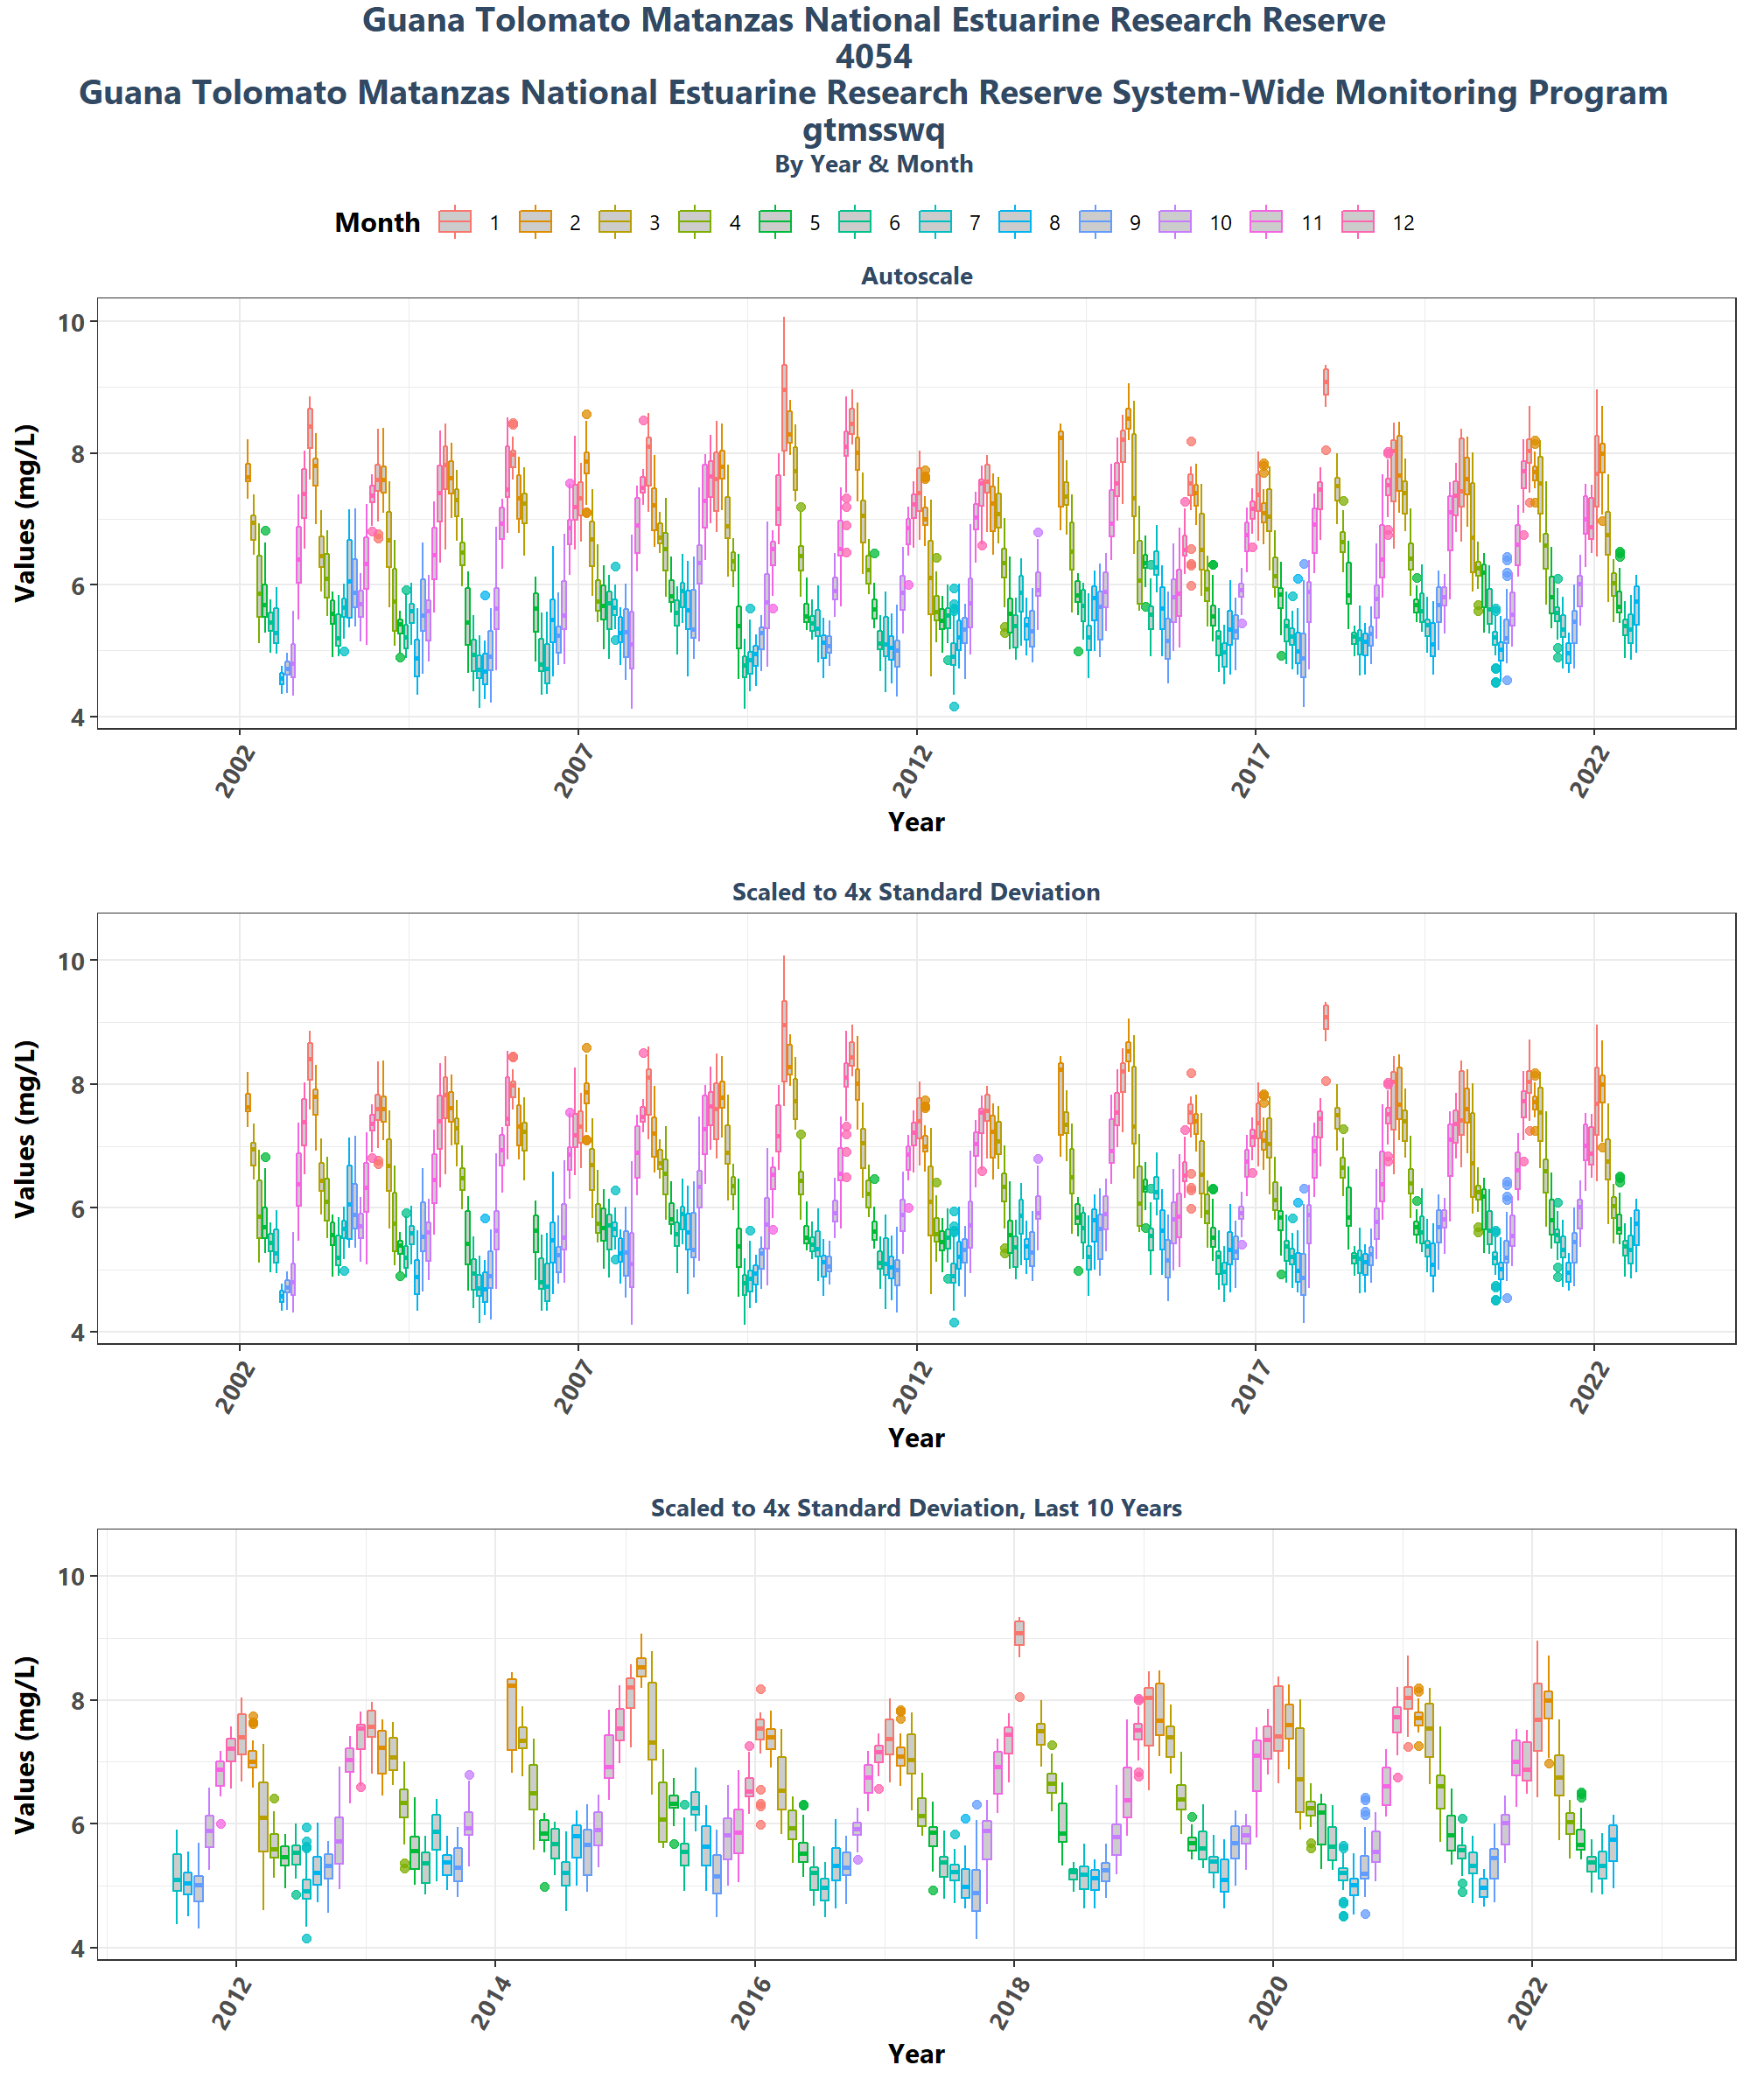 Guana Tolomato Matanzas National Estuarine Research Reserve
4054
Guana Tolomato Matanzas National Estuarine Research Reserve System-Wide Monitoring Program
gtmsswq
By Year & Month
Month 1 2 3 4 5 6 7 8 9 10 11 12
Autoscale
Values (mg/L)
10
8
6
4
2002 2007 2012 2017 2022
Year
Scaled to 4x Standard Deviation
Values (mg/L)
10
8
6
4
2002 2007 2012 2017 2022
Year
Scaled to 4x Standard Deviation, Last 10 Years
Values (mg/L)
10
8
6
4
2012 2014 2016 2018 2020 2022
Year